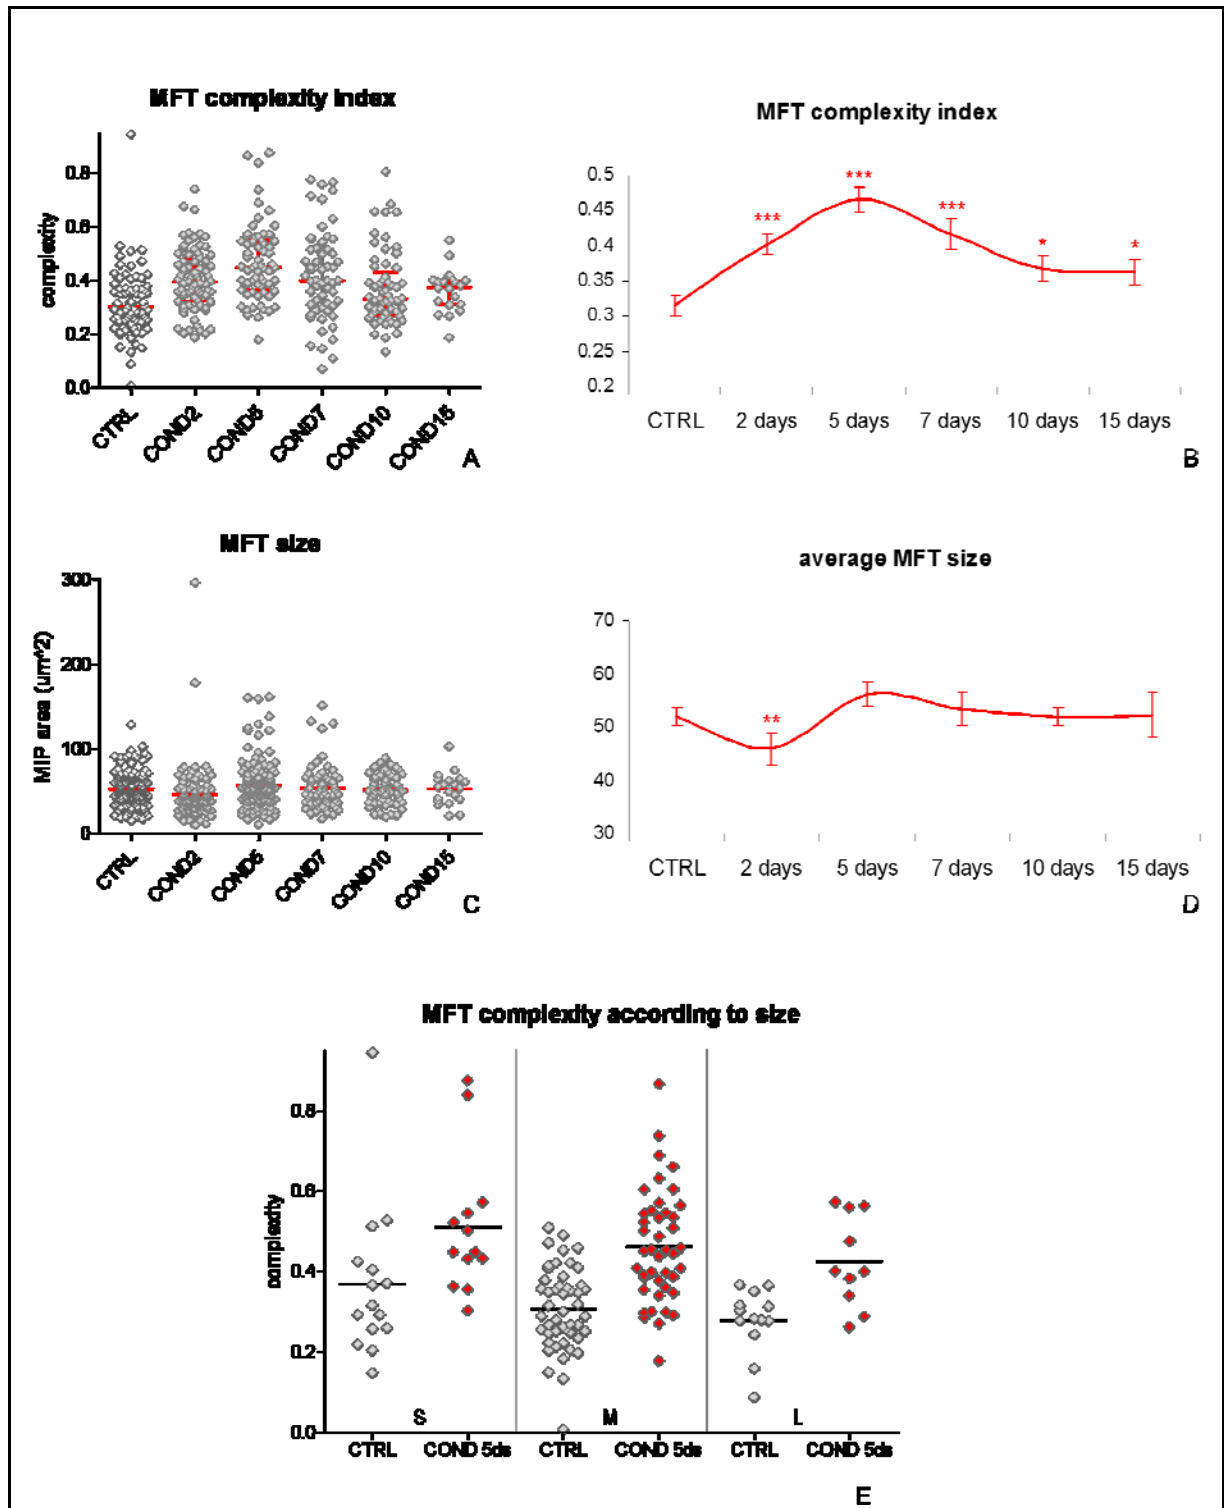 MFT complexity index
complexity
0.8
0.6
0.4
0.2
0.0
CTRL COND2 COND5 COND7 COND10 COND15
A
MFT complexity index
0.5
0.45
0.4
0.35
0.3
0.25
0.2
***
***
***
*
*
CTRL 2 days 5 days 7 days 10 days 15 days
B
MFT size
MIP area (um^2)
300
200
100
0
CTRL COND2 COND5 COND7 COND10 COND15
C
average MFT size
70
60
50
40
30
**
CTRL 2 days 5 days 7 days 10 days 15 days
D
MFT complexity according to size
complexity
0.8
0.6
0.4
0.2
0.0
S M L
CTRL COND 5ds CTRL COND 5ds CTRL COND 5ds
E